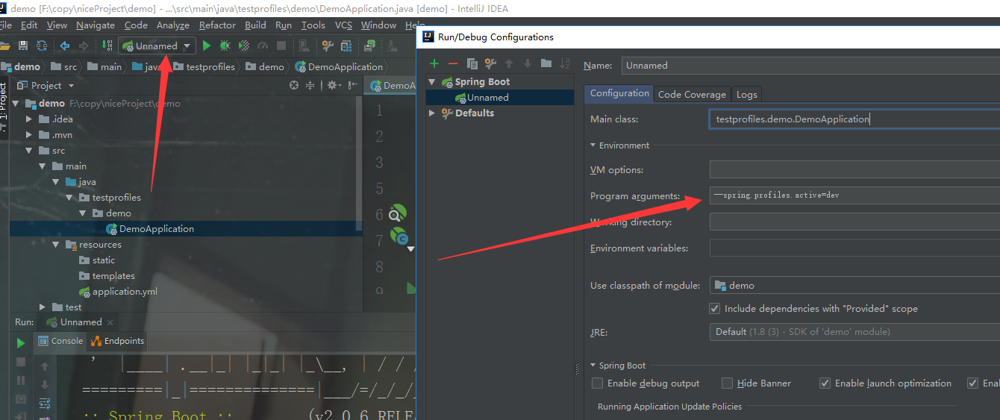 demo [F:\copy\niceProject\demo] - ...\src\main\java\testprofiles\demo\DemoApplication.java [demo] - IntelliJ IDEA
File Edit View Navigate Code Analyze Refactor Build Run Tools VCS Window
Unnamed
demo src main java testprofiles demo DemoApplication
1: Project
Project
demo F:\copy\niceProject\demo
.idea
.mvn
src
main
java
testprofiles
demo
DemoApplication
resources
static
templates
application.yml
test
DemoA
1
2
3
5
6
7
8
9
Run: Unnamed
Console Endpoints
' |____| .__|_| |_|_| |_\__, | / / /
=========|_|==============|___/=/_/_/
:: Spring Boot :: (v2.0.6.RELE
Run/Debug Configurations
Spring Boot
Unnamed
Defaults
Name: Unnamed
Configuration Code Coverage Logs
Main class: testprofiles.demo.DemoApplication
Environment
VM options:
Program arguments: --spring.profiles.active=dev
Working directory:
Environment variables:
Use classpath of module: demo
Include dependencies with "Provided" scope
JRE: Default (1.8 (3) - SDK of 'demo' module)
Spring Boot
Enable debug output Hide Banner Enable launch optimization Ena
Running Application Update Policies